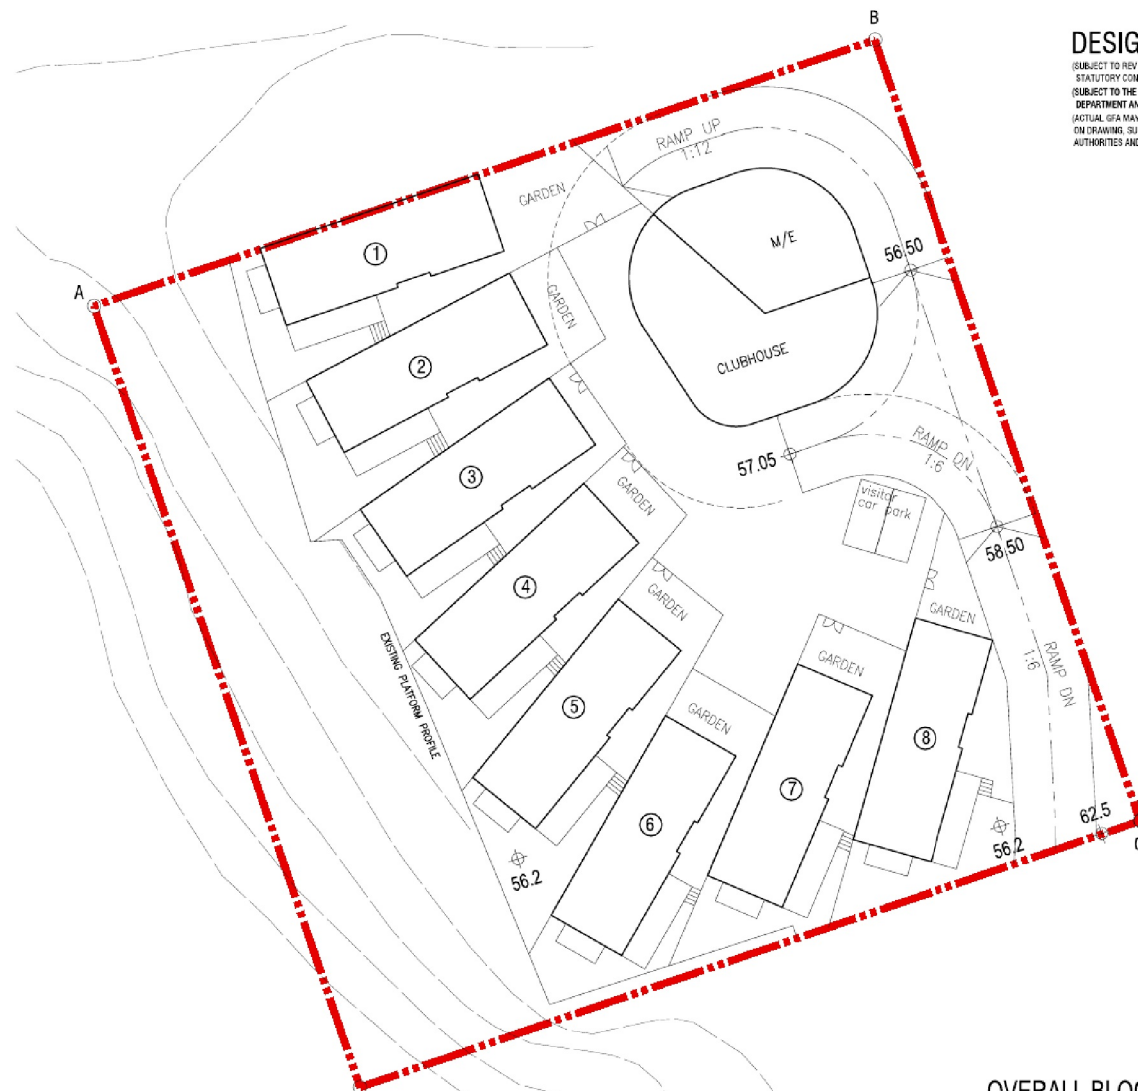 B
DESIG
(SUBJECT TO REV
STATUTORY CON
(SUBJECT TO THE
DEPARTMENT AN
(ACTUAL GFA MAY
ON DRAWING, SU
AUTHORITIES AND
RAMP UP
1:12
GARDEN
M/E
56.50
1
A
GARDEN
CLUBHOUSE
2
RAMP DN
1:6
57.05
3
GARDEN
visitor
car park
58.50
4
GARDEN
GARDEN
EXISTING PLATFORM PROFILE
GARDEN
RAMP DN
1:6
5
GARDEN
8
7
6
62.5
56.2
56.2
OVERALL BLOC